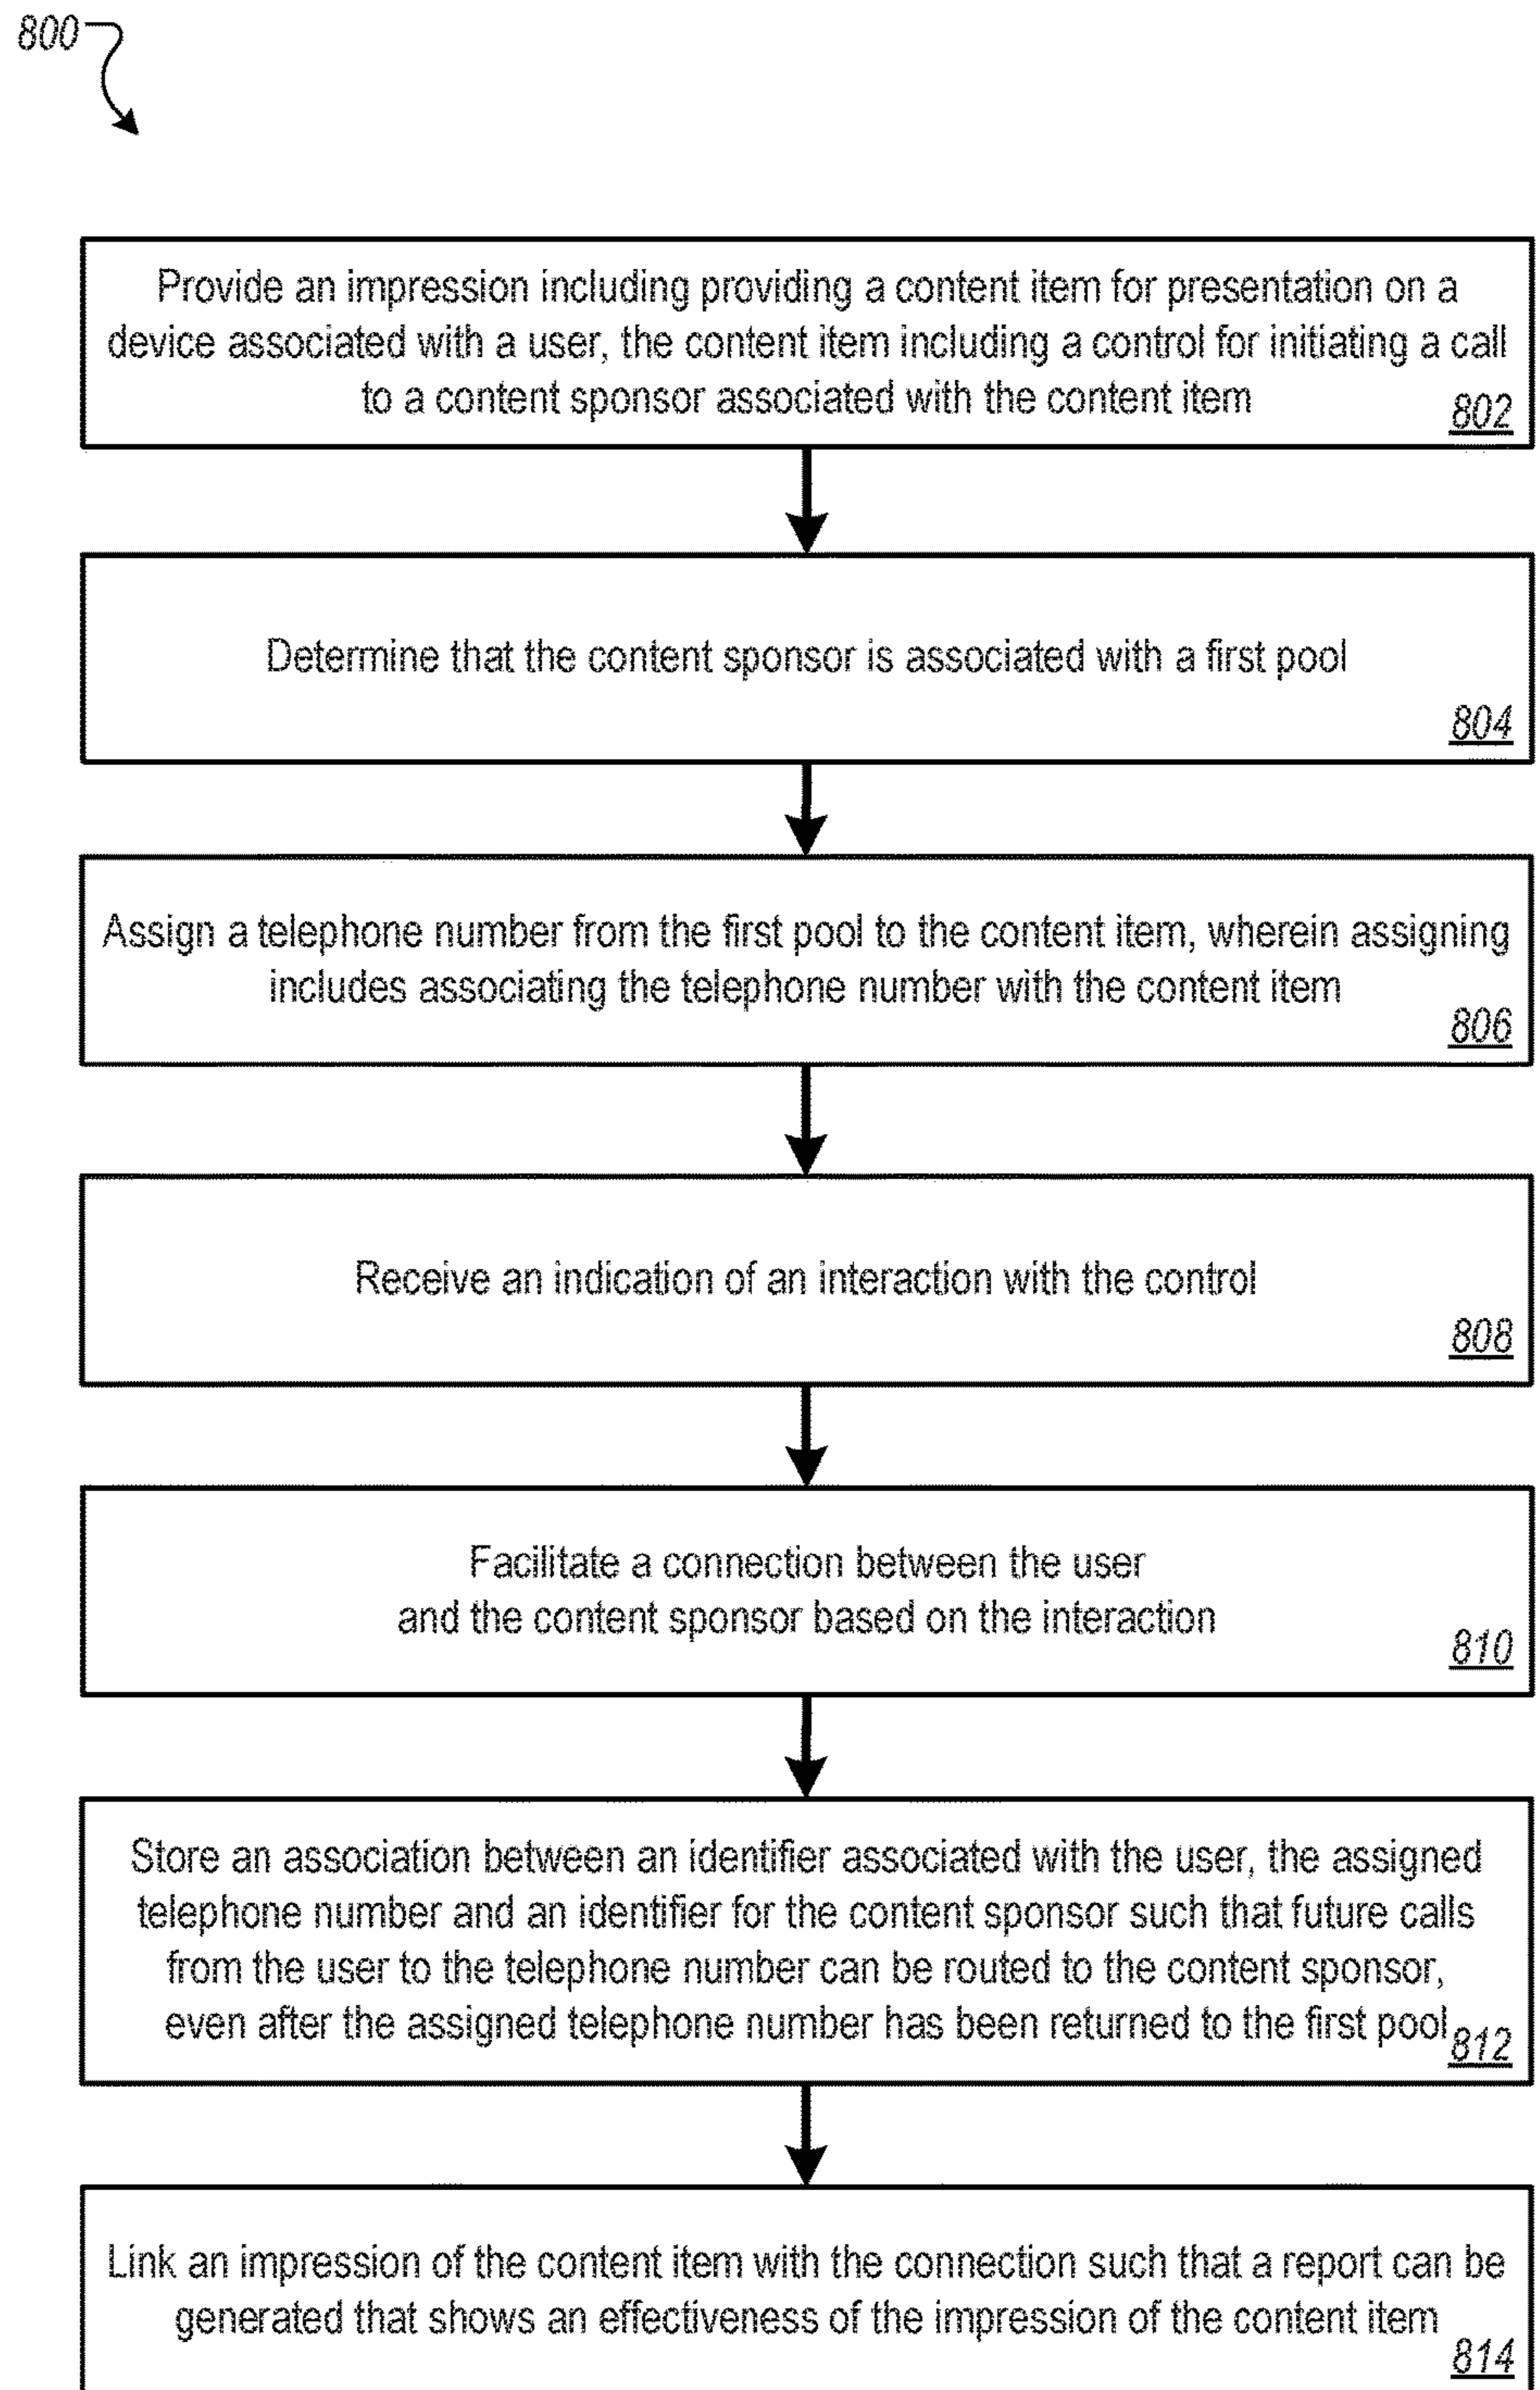 800
Provide an impression including providing a content item for presentation on a
device associated with a user, the content item including a control for initiating a call
to a content sponsor associated with the content item
802
Determine that the content sponsor is associated with a first pool
804
Assign a telephone number from the first pool to the content item, wherein assigning
includes associating the telephone number with the content item
806
Receive an indication of an interaction with the control
808
Facilitate a connection between the user
and the content sponsor based on the interaction
810
Store an association between an identifier associated with the user, the assigned
telephone number and an identifier for the content sponsor such that future calls
from the user to the telephone number can be routed to the content sponsor,
even after the assigned telephone number has been returned to the first pool
812
Link an impression of the content item with the connection such that a report can be
generated that shows an effectiveness of the impression of the content item
814